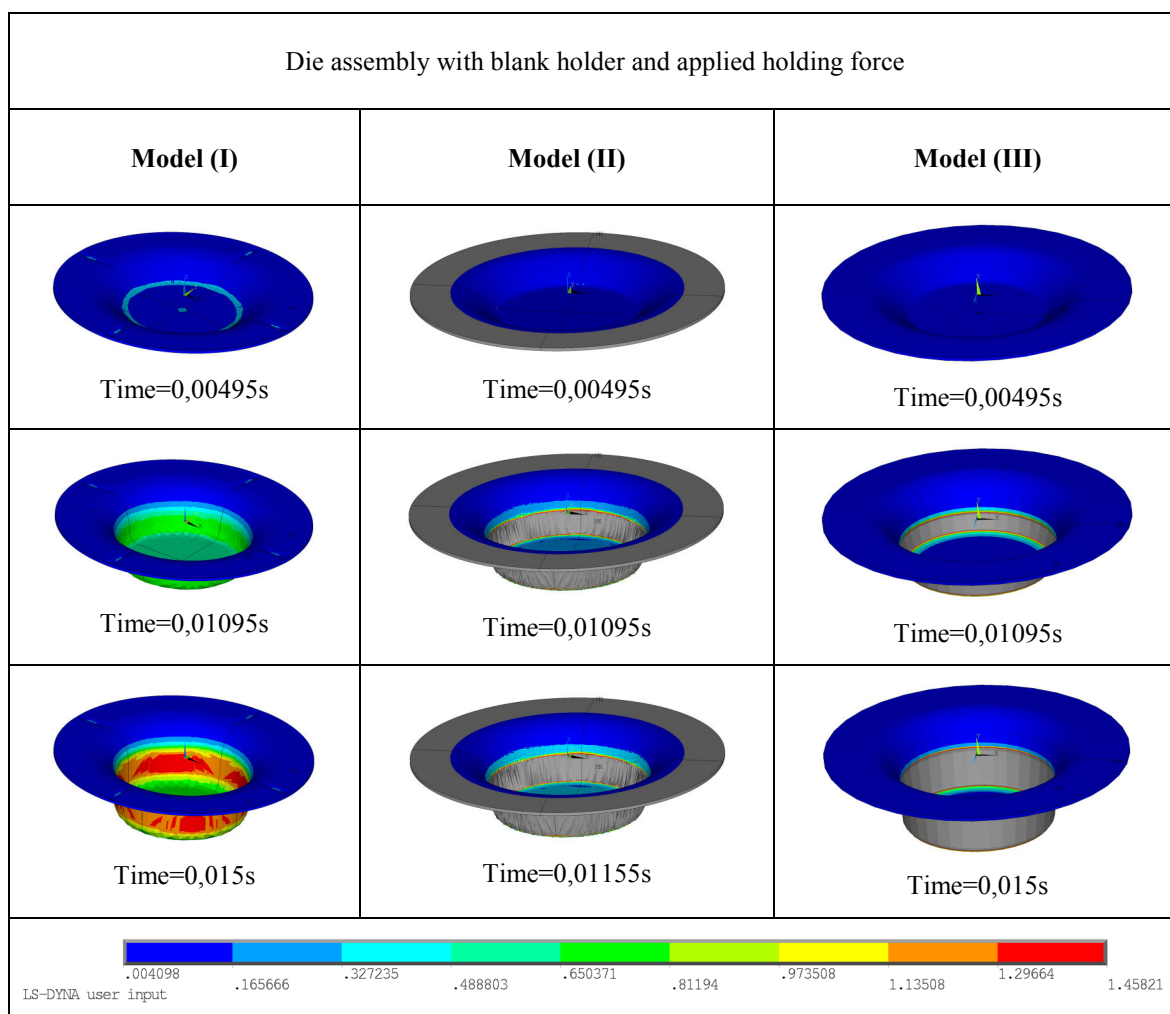 Die assembly with blank holder and applied holding force
Model (I) Model (II) Model (III)
Time=0,00495s Time=0,00495s Time=0,00495s
Time=0,01095s Time=0,01095s Time=0,01095s
Time=0,015s Time=0,01155s Time=0,015s
.004098 .327235 .650371 .973508 1.29664
.165666 .488803 .81194 1.13508 1.45821
LS-DYNA user input